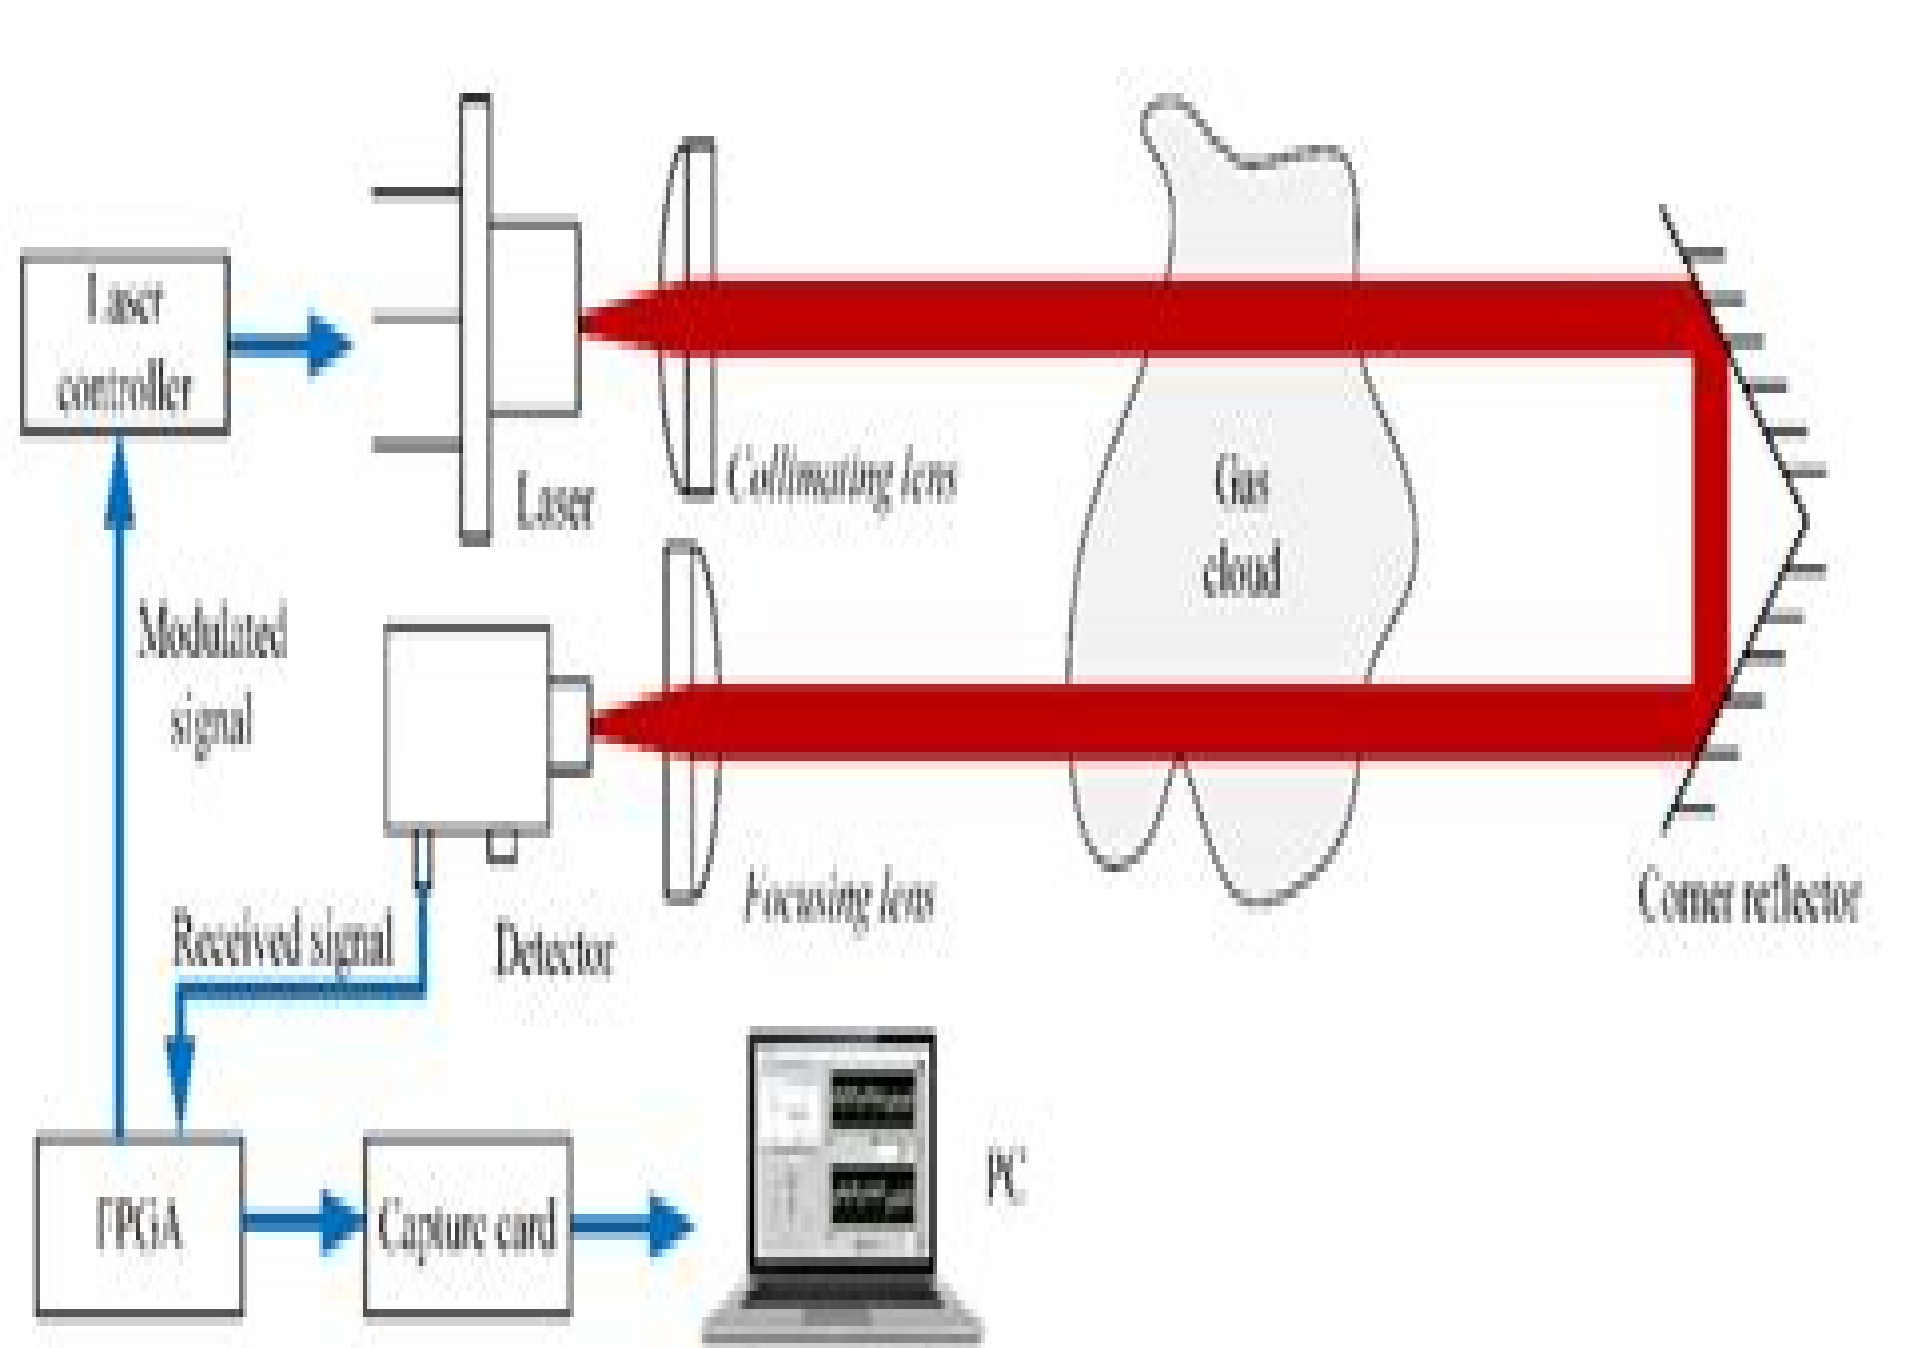 Laser
controller
Laser
Collimating lens
Gas
cloud
Modulated
signal
Received signal
Detector
Focusing lens
Corner reflector
FPGA
Capture card
PC